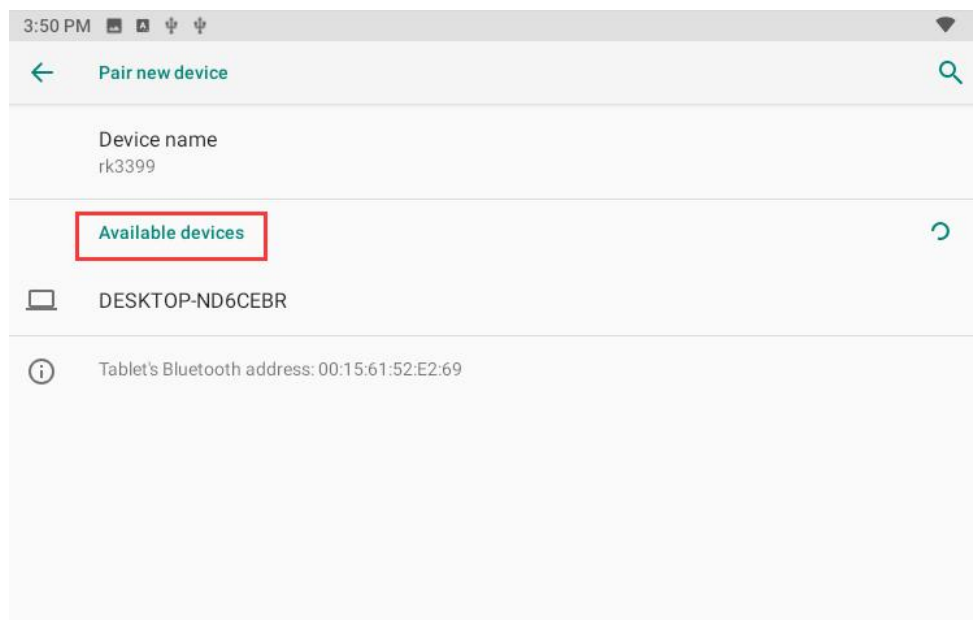 3:50 PM
Pair new device
Device name
rk3399
Available devices
DESKTOP-ND6CEBR
Tablet's Bluetooth address: 00:15:61:52:E2:69